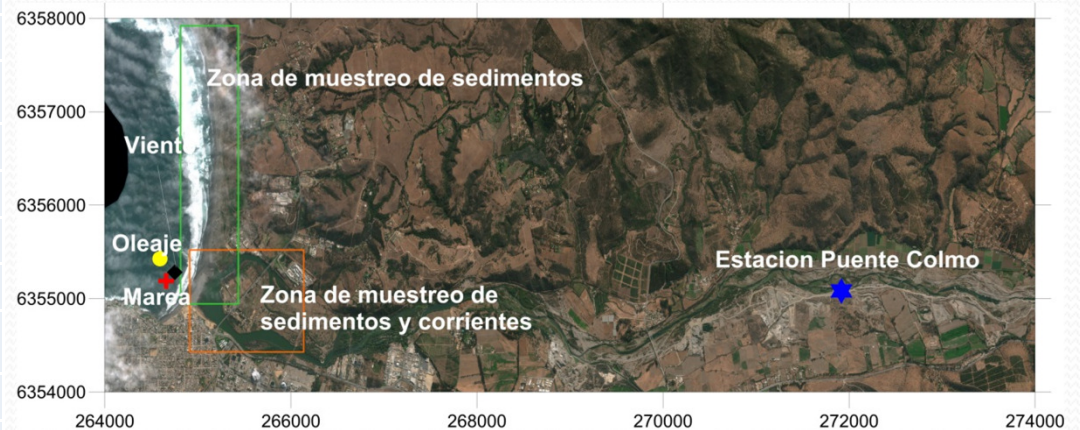 6358000
Zona de muestreo de sedimentos
6357000
Viento
6356000
Oleaje
Estacion Puente Colmo
6355000
Marea
Zona de muestreo de
sedimentos y corrientes
6354000
264000
266000
268000
270000
272000
274000